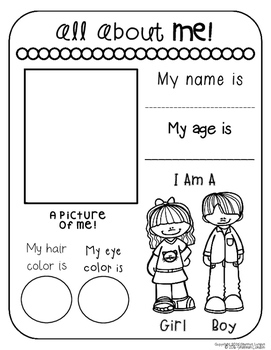 all About me!
My name is
My age is
I Am A
A Picture
Of me!
My hair
color is
My eye
color is
Girl Boy